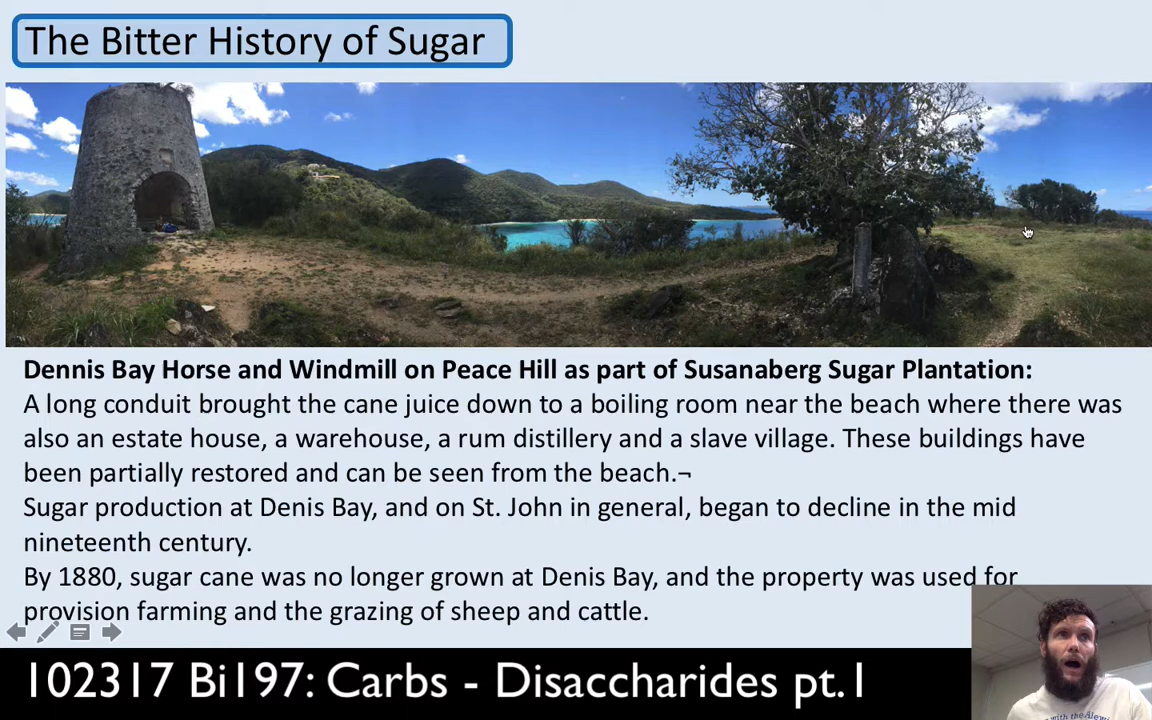 The Bitter History of Sugar
Dennis Bay Horse and Windmill on Peace Hill as part of Susanaberg Sugar Plantation:
A long conduit brought the cane juice down to a boiling room near the beach where there was
also an estate house, a warehouse, a rum distillery and a slave village. These buildings have
been partially restored and can be seen from the beach.¬
Sugar production at Denis Bay, and on St. John in general, began to decline in the mid
nineteenth century.
By 1880, sugar cane was no longer grown at Denis Bay, and the property was used for
provision farming and the grazing of sheep and cattle.
102317 Bi197: Carbs - Disaccharides pt.1
with the